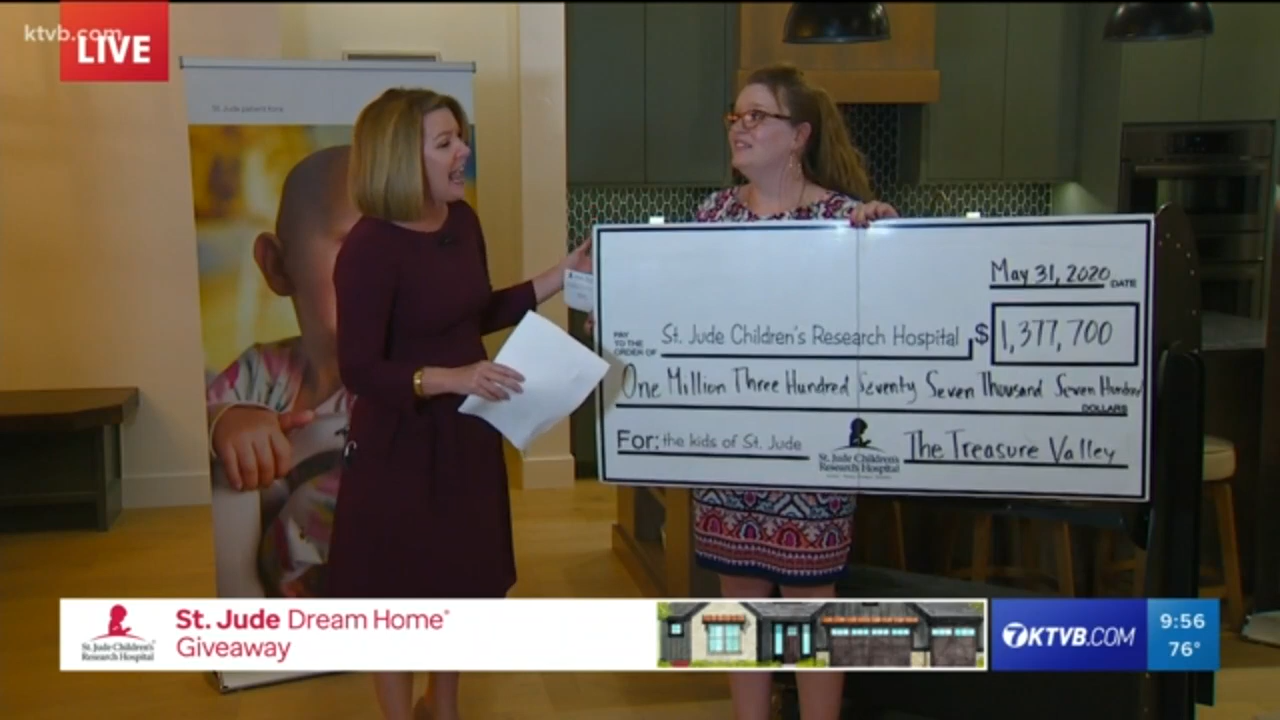 ktvb.com
LIVE
St. Jude patient
May 31, 2020 DATE
PAY
TO THE
ORDER OF
St. Jude Children's Research Hospital $ 1,377,700
One Million Three Hundred Seventy Seven Thousand Seven Hundred
DOLLARS
For: the kids of St. Jude
St. Jude Children's
Research Hospital
The Treasure Valley
St. Jude Children's
Research Hospital
St. Jude Dream Home®
Giveaway
7KTVB.COM
9:56
76°